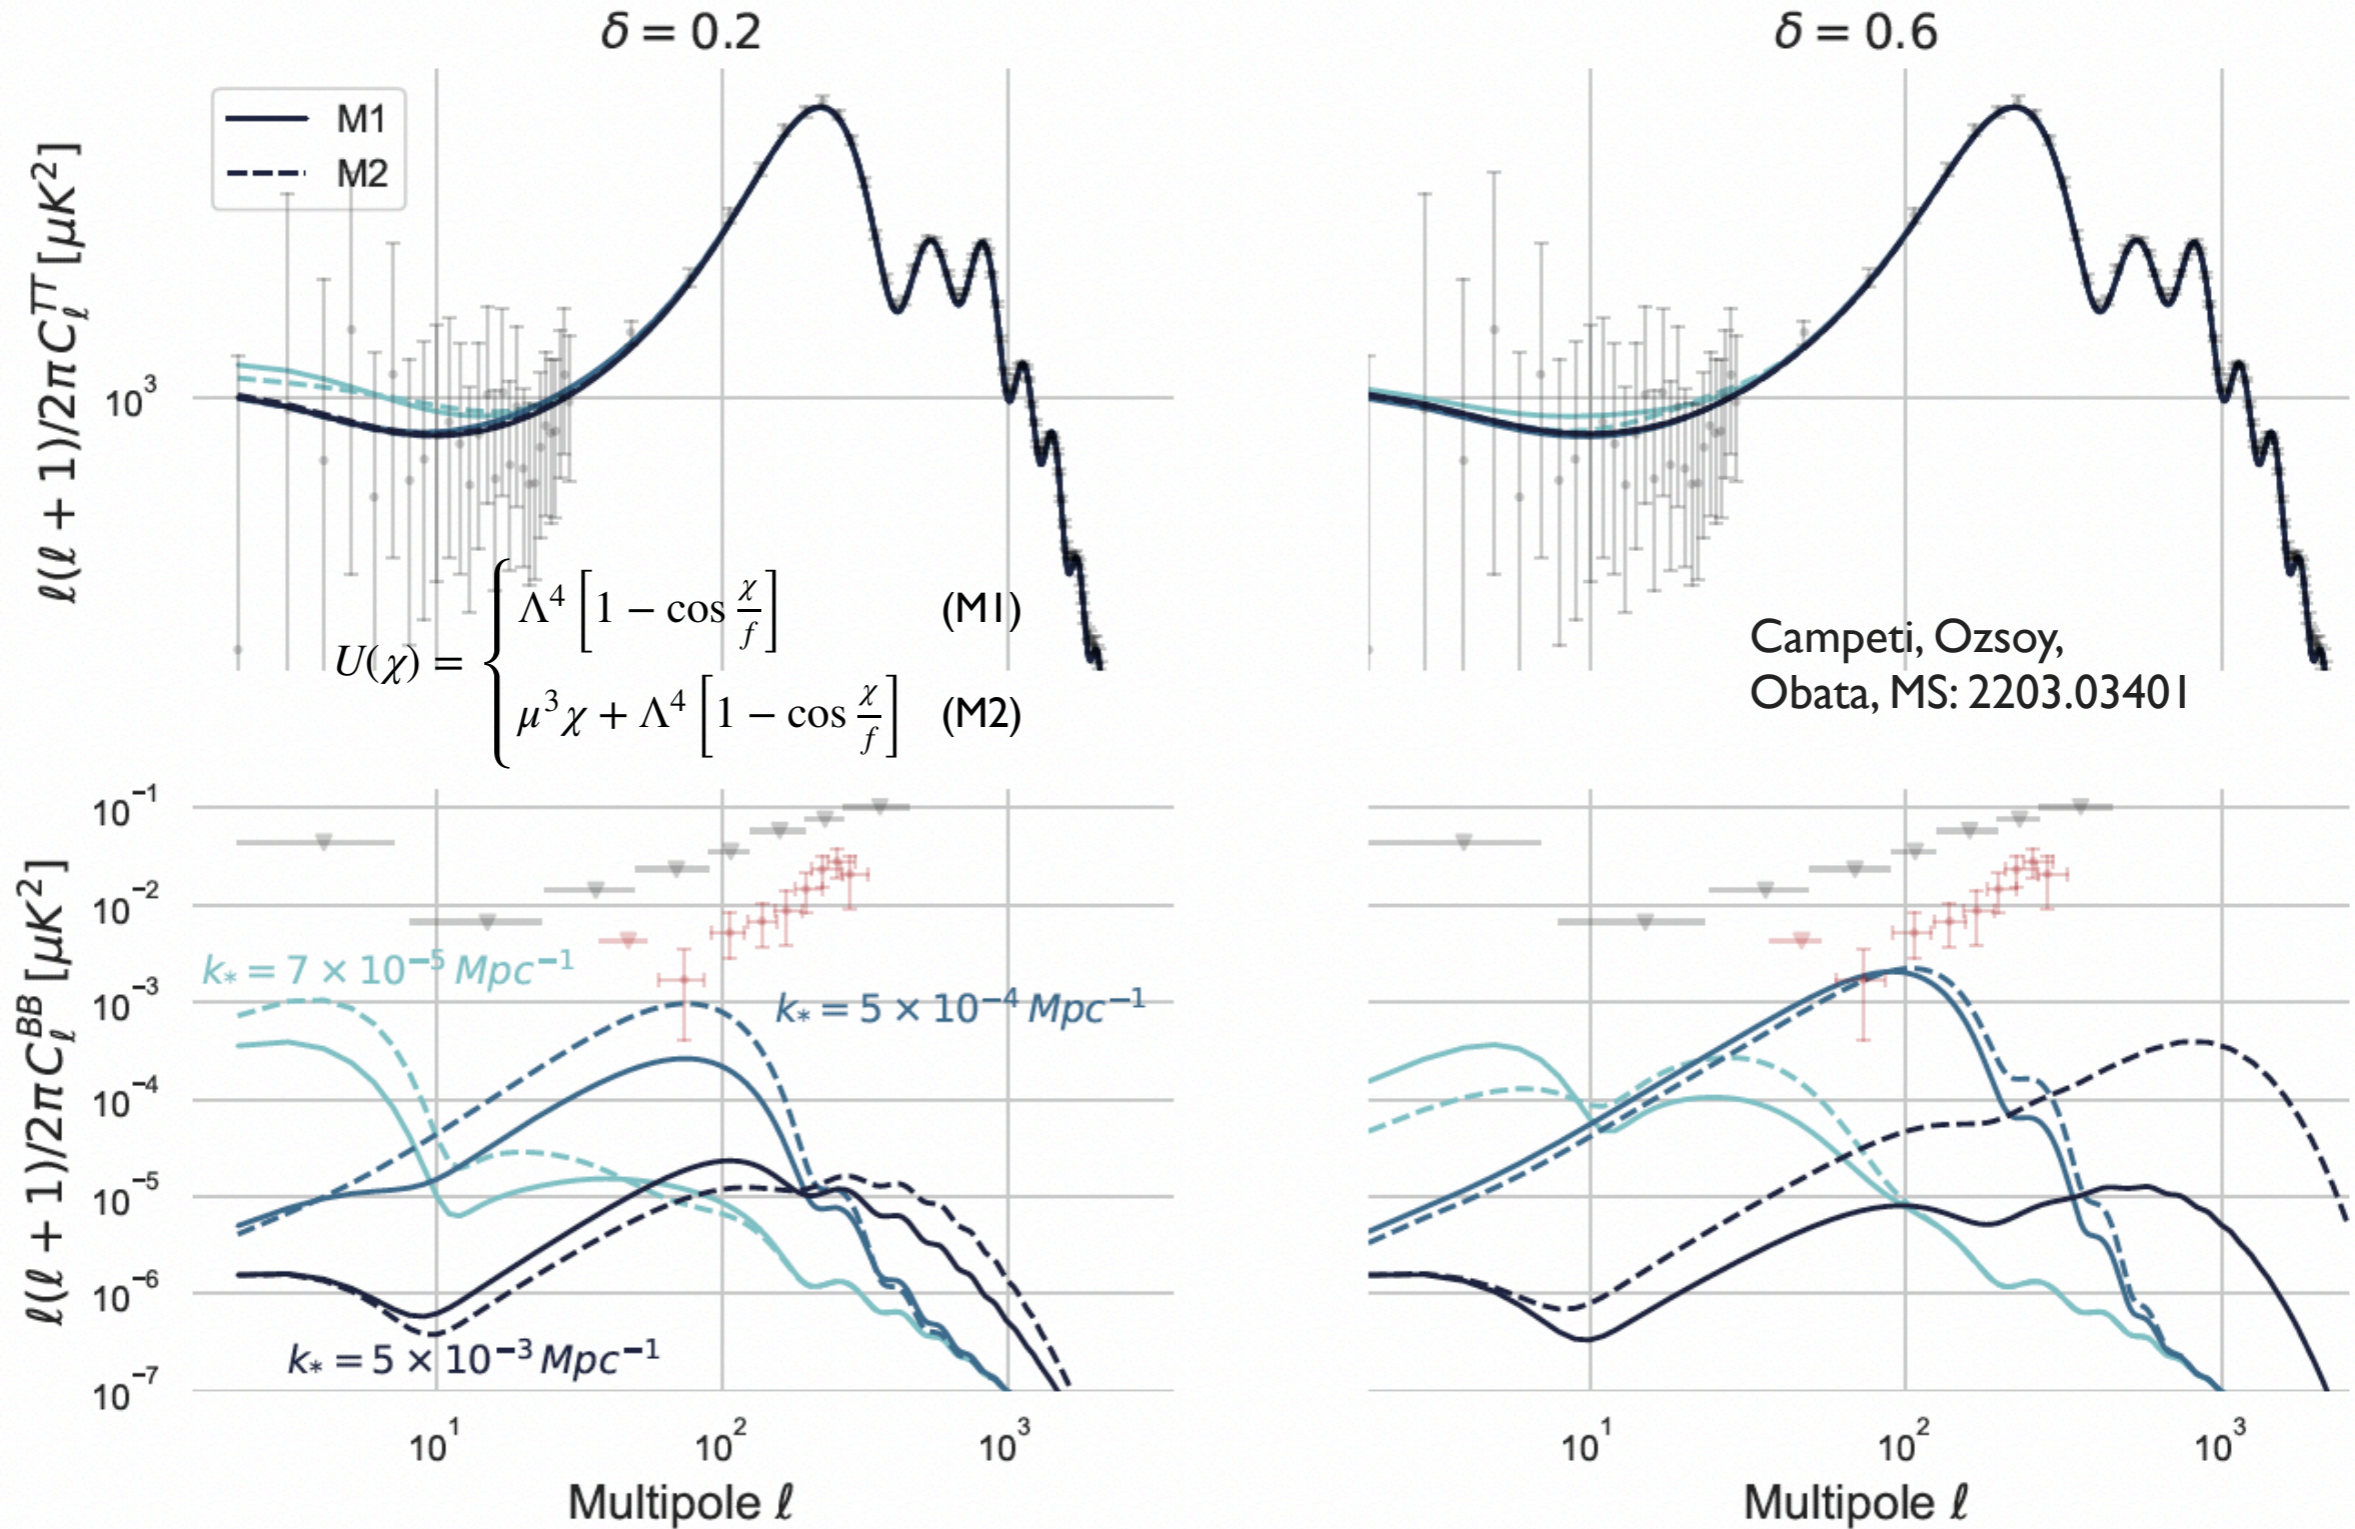 δ = 0.2
δ = 0.6
M1
M2
ℓ(ℓ + 1)/2πC_ℓ^{TT} [μK²]
10³
U(χ) = { Λ⁴ [1 − cos χ/f] (M1)
μ³χ + Λ⁴ [1 − cos χ/f] (M2)
Campeti, Ozsoy,
Obata, MS: 2203.03401
ℓ(ℓ + 1)/2πC_ℓ^{BB} [μK²]
10⁻¹
10⁻²
10⁻³
10⁻⁴
10⁻⁵
10⁻⁶
10⁻⁷
k* = 7 × 10⁻⁵ Mpc⁻¹
k* = 5 × 10⁻⁴ Mpc⁻¹
k* = 5 × 10⁻³ Mpc⁻¹
10¹ 10² 10³
10¹ 10² 10³
Multipole ℓ
Multipole ℓ